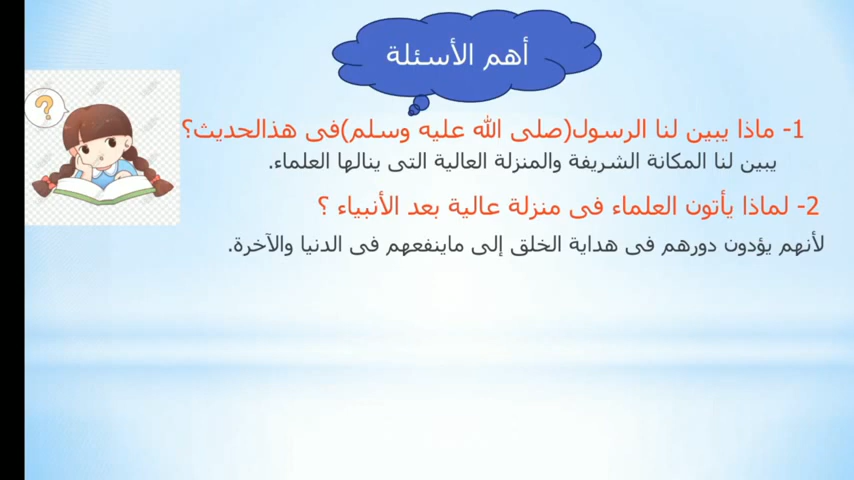 أهم الأسئلة
1- ماذا يبين لنا الرسول(صلى الله عليه وسلم)فى هذالحديث؟
يبين لنا المكانة الشريفة والمنزلة العالية التى ينالها العلماء.
2- لماذا يأتون العلماء فى منزلة عالية بعد الأنبياء ؟
لأنهم يؤدون دورهم فى هداية الخلق إلى ماينفعهم فى الدنيا والآخرة.
?